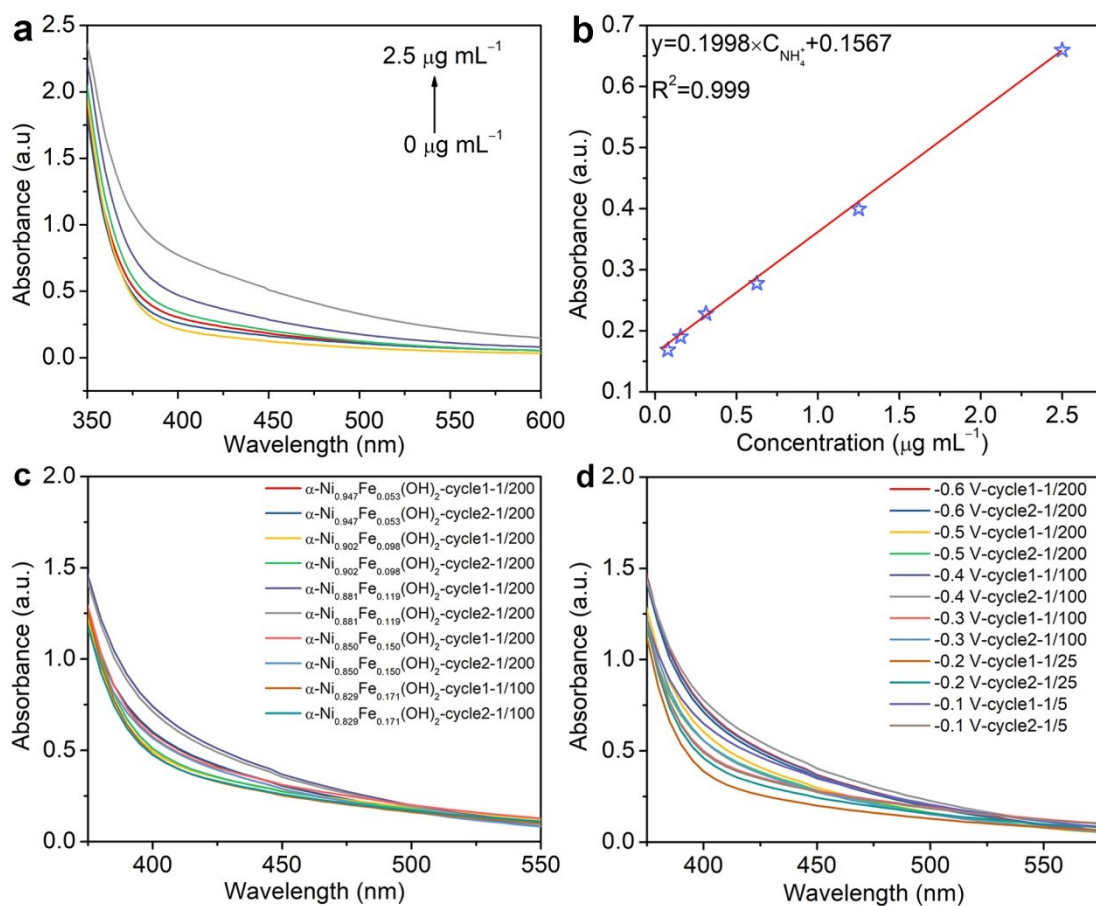 a
2.5 μg mL⁻¹
0 μg mL⁻¹
Absorbance (a.u)
2.5
2.0
1.5
1.0
0.5
0.0
350 400 450 500 550 600
Wavelength (nm)
b
y=0.1998×C_NH₄⁺+0.1567
R²=0.999
Absorbance (a.u.)
0.7
0.6
0.5
0.4
0.3
0.2
0.1
0.0 0.5 1.0 1.5 2.0 2.5
Concentration (μg mL⁻¹)
c
α-Ni₀.₉₄₇Fe₀.₀₅₃(OH)₂-cycle1-1/200
α-Ni₀.₉₄₇Fe₀.₀₅₃(OH)₂-cycle2-1/200
α-Ni₀.₉₀₂Fe₀.₀₉₈(OH)₂-cycle1-1/200
α-Ni₀.₉₀₂Fe₀.₀₉₈(OH)₂-cycle2-1/200
α-Ni₀.₈₈₁Fe₀.₁₁₉(OH)₂-cycle1-1/200
α-Ni₀.₈₈₁Fe₀.₁₁₉(OH)₂-cycle2-1/200
α-Ni₀.₈₅₀Fe₀.₁₅₀(OH)₂-cycle1-1/200
α-Ni₀.₈₅₀Fe₀.₁₅₀(OH)₂-cycle2-1/200
α-Ni₀.₈₂₉Fe₀.₁₇₁(OH)₂-cycle1-1/100
α-Ni₀.₈₂₉Fe₀.₁₇₁(OH)₂-cycle2-1/100
Absorbance (a.u.)
2.0
1.5
1.0
0.5
0.0
400 450 500 550
Wavelength (nm)
d
-0.6 V-cycle1-1/200
-0.6 V-cycle2-1/200
-0.5 V-cycle1-1/200
-0.5 V-cycle2-1/200
-0.4 V-cycle1-1/100
-0.4 V-cycle2-1/100
-0.3 V-cycle1-1/100
-0.3 V-cycle2-1/100
-0.2 V-cycle1-1/25
-0.2 V-cycle2-1/25
-0.1 V-cycle1-1/5
-0.1 V-cycle2-1/5
Absorbance (a.u.)
2.0
1.5
1.0
0.5
0.0
400 450 500 550
Wavelength (nm)